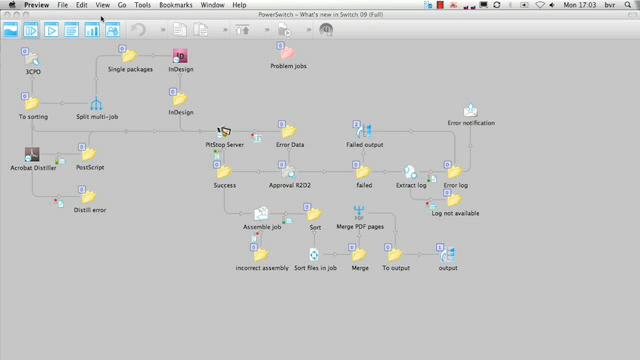 Preview File Edit View Go Tools Bookmarks Window Help Mon 17:03 bvr
PowerSwitch – What's new in Switch 09 (Full)
3CPO
Single packages
InDesign
Problem jobs
To sorting
Split multi-job
InDesign
Error notification
PitStop Server
Error Data
Failed output
Acrobat Distiller
PostScript
Success
Approval R2D2
failed
Extract log
Error log
Distill error
Log not available
Assemble job
Sort
Merge PDF pages
incorrect assembly
Sort files in job
Merge
To output
output